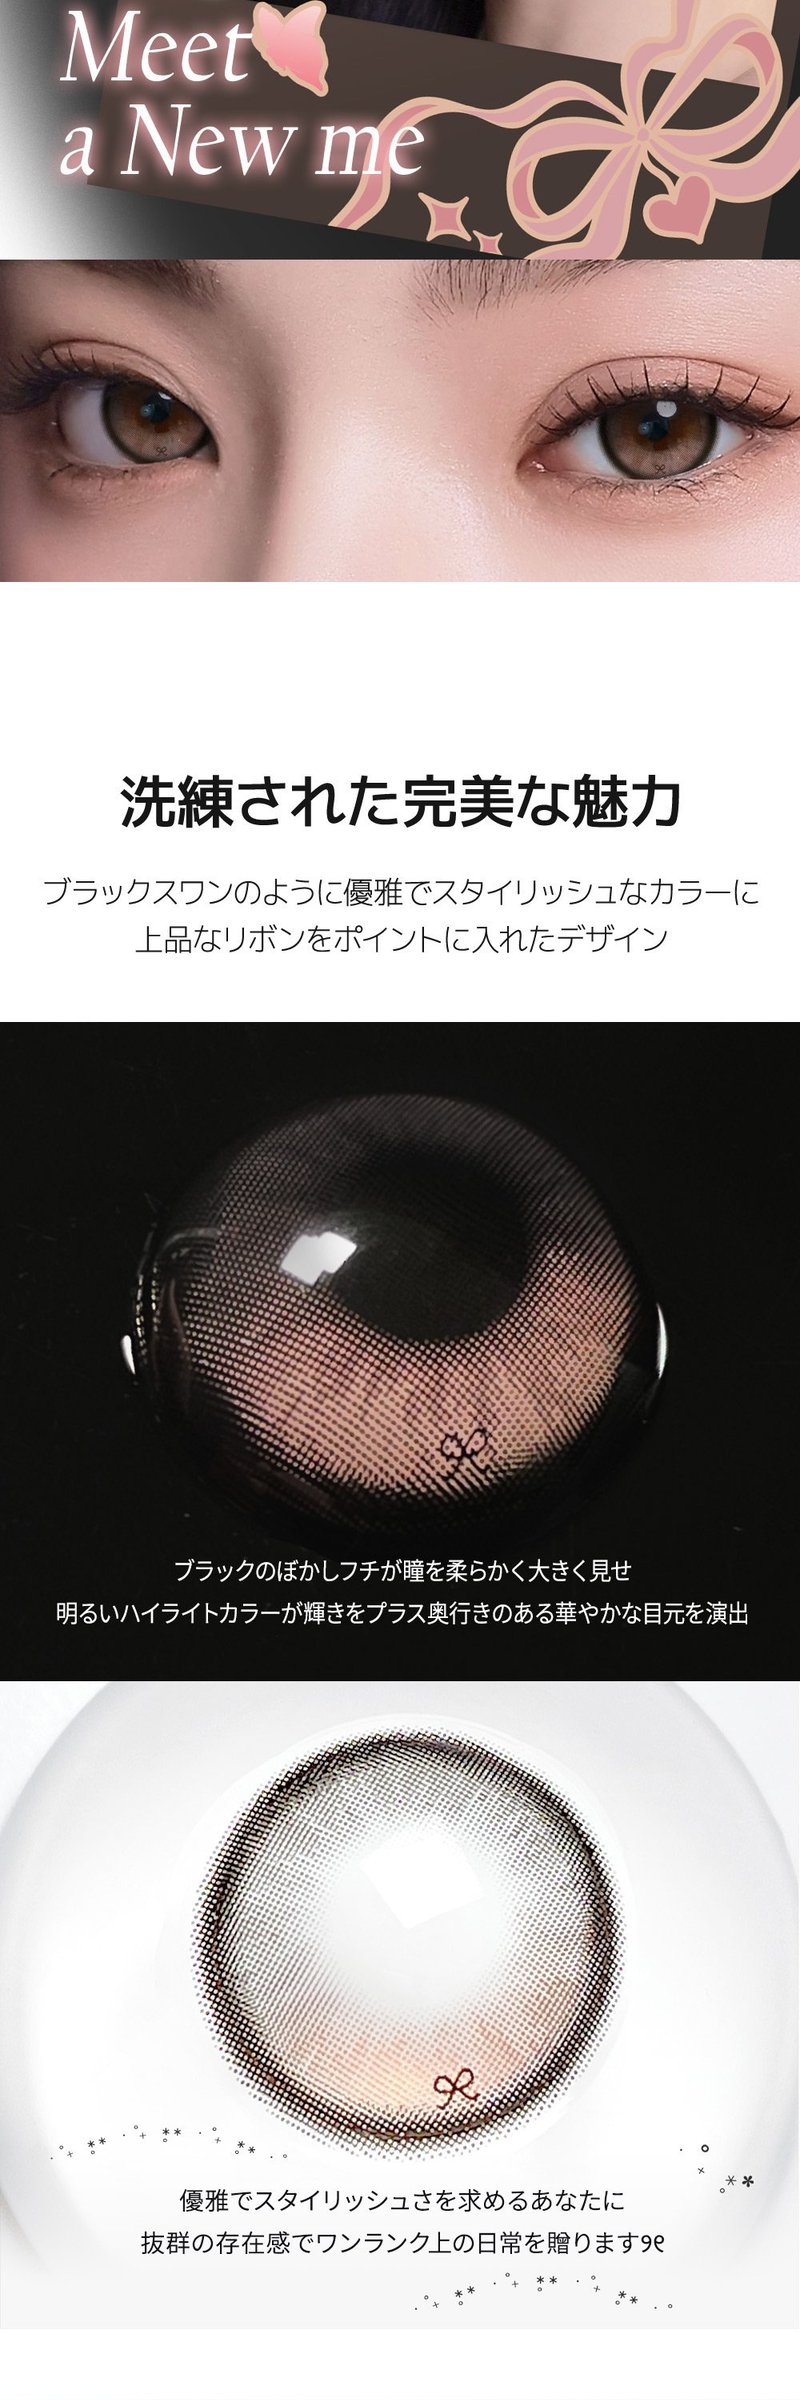 Meet
a New me
洗練された完美な魅力
ブラックスワンのように優雅でスタイリッシュなカラーに
上品なリボンをポイントに入れたデザイン
ブラックのぼかしフチが瞳を柔らかく大きく見せ
明るいハイライトカラーが輝きをプラス奥行きのある華やかな目元を演出
優雅でスタイリッシュさを求めるあなたに
抜群の存在感でワンランク上の日常を贈ります୨୧